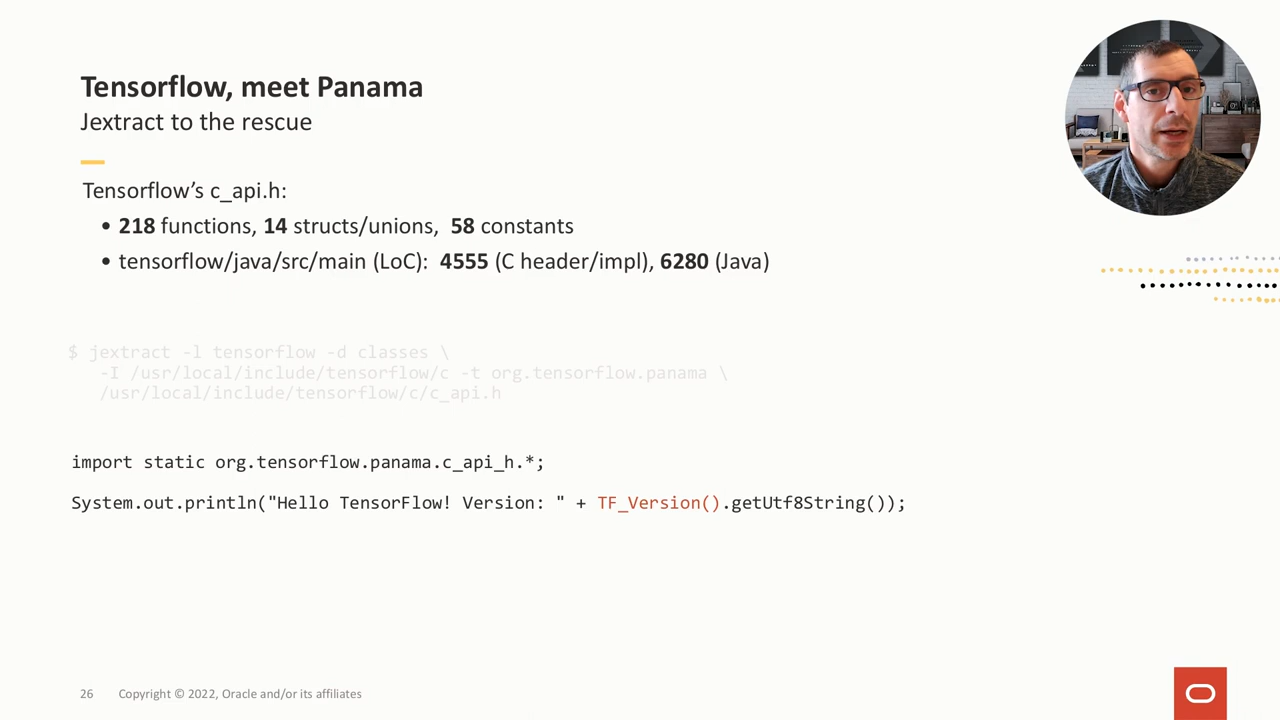 Tensorflow, meet Panama
Jextract to the rescue
Tensorflow’s c_api.h:
• 218 functions, 14 structs/unions, 58 constants
• tensorflow/java/src/main (LoC): 4555 (C header/impl), 6280 (Java)
$ jextract -l tensorflow -d classes \
-I /usr/local/include/tensorflow/c -t org.tensorflow.panama \
/usr/local/include/tensorflow/c/c_api.h
import static org.tensorflow.panama.c_api_h.*;
System.out.println("Hello TensorFlow! Version: " + TF_Version().getUtf8String());
26 Copyright © 2022, Oracle and/or its affiliates